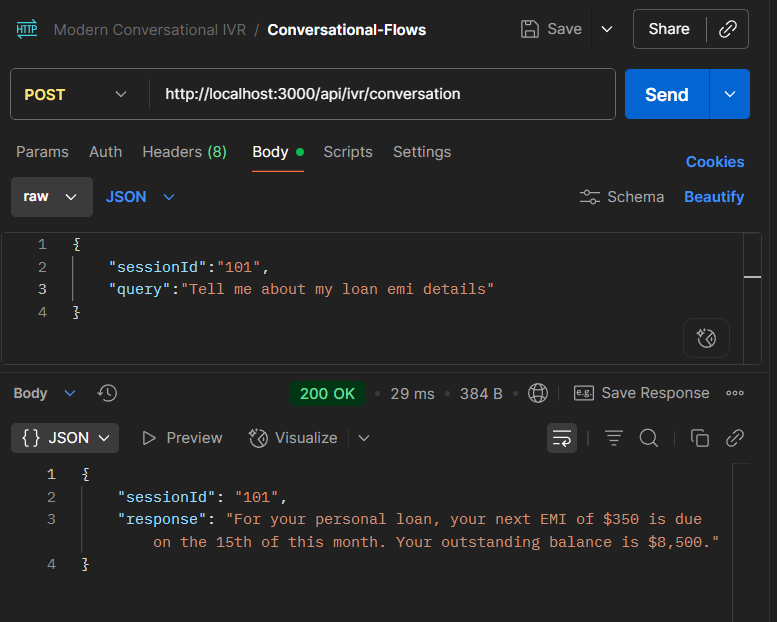 HTTP Modern Conversational IVR / Conversational-Flows Save Share
POST http://localhost:3000/api/ivr/conversation Send
Params Auth Headers (8) Body Scripts Settings Cookies
raw JSON Schema Beautify
1 {
2 "sessionId":"101",
3 "query":"Tell me about my loan emi details"
4 }
Body 200 OK • 29 ms • 384 B • e.g. Save Response
{} JSON Preview Visualize
1 {
2 "sessionId": "101",
3 "response": "For your personal loan, your next EMI of $350 is due
on the 15th of this month. Your outstanding balance is $8,500."
4 }